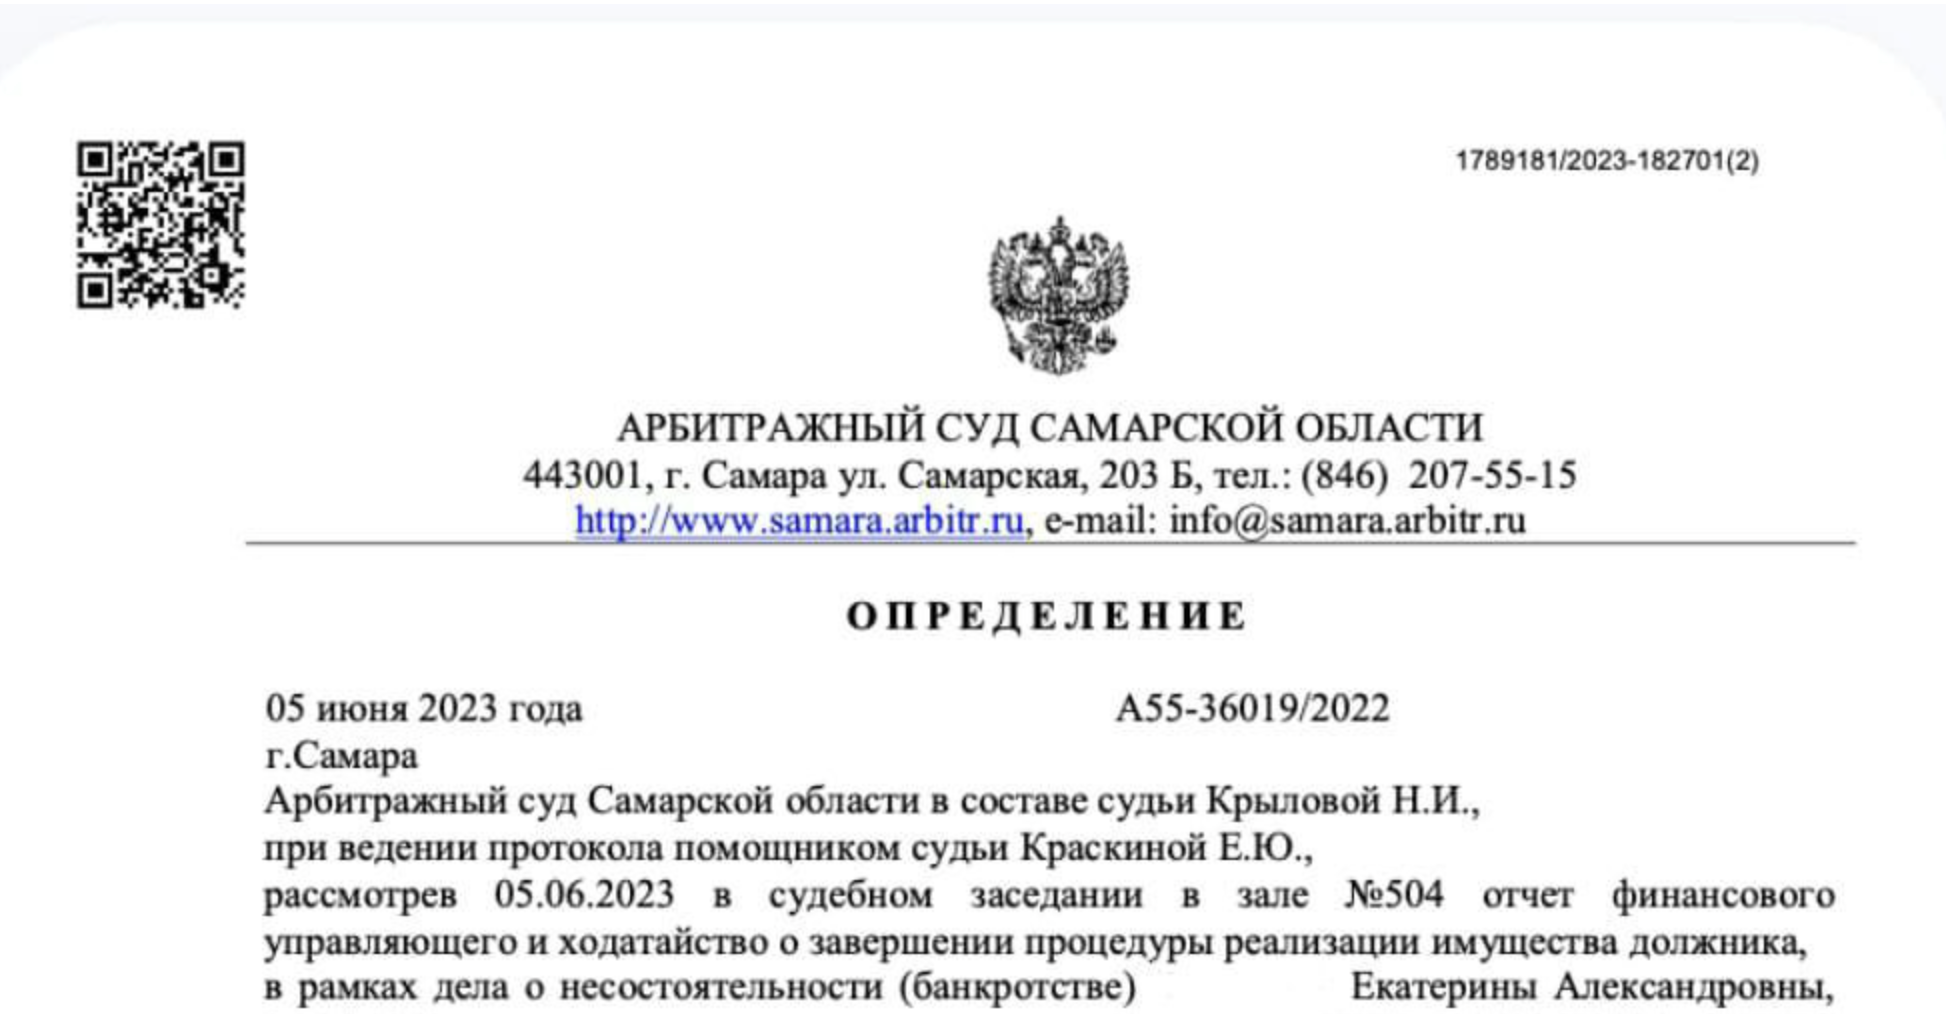 1789181/2023-182701(2)
АРБИТРАЖНЫЙ СУД САМАРСКОЙ ОБЛАСТИ
443001, г. Самара ул. Самарская, 203 Б, тел.: (846) 207-55-15
http://www.samara.arbitr.ru, e-mail: info@samara.arbitr.ru
ОПРЕДЕЛЕНИЕ
05 июня 2023 года А55-36019/2022
г.Самара
Арбитражный суд Самарской области в составе судьи Крыловой Н.И.,
при ведении протокола помощником судьи Краскиной Е.Ю.,
рассмотрев 05.06.2023 в судебном заседании в зале №504 отчет финансового
управляющего и ходатайство о завершении процедуры реализации имущества должника,
в рамках дела о несостоятельности (банкротстве) Екатерины Александровны,